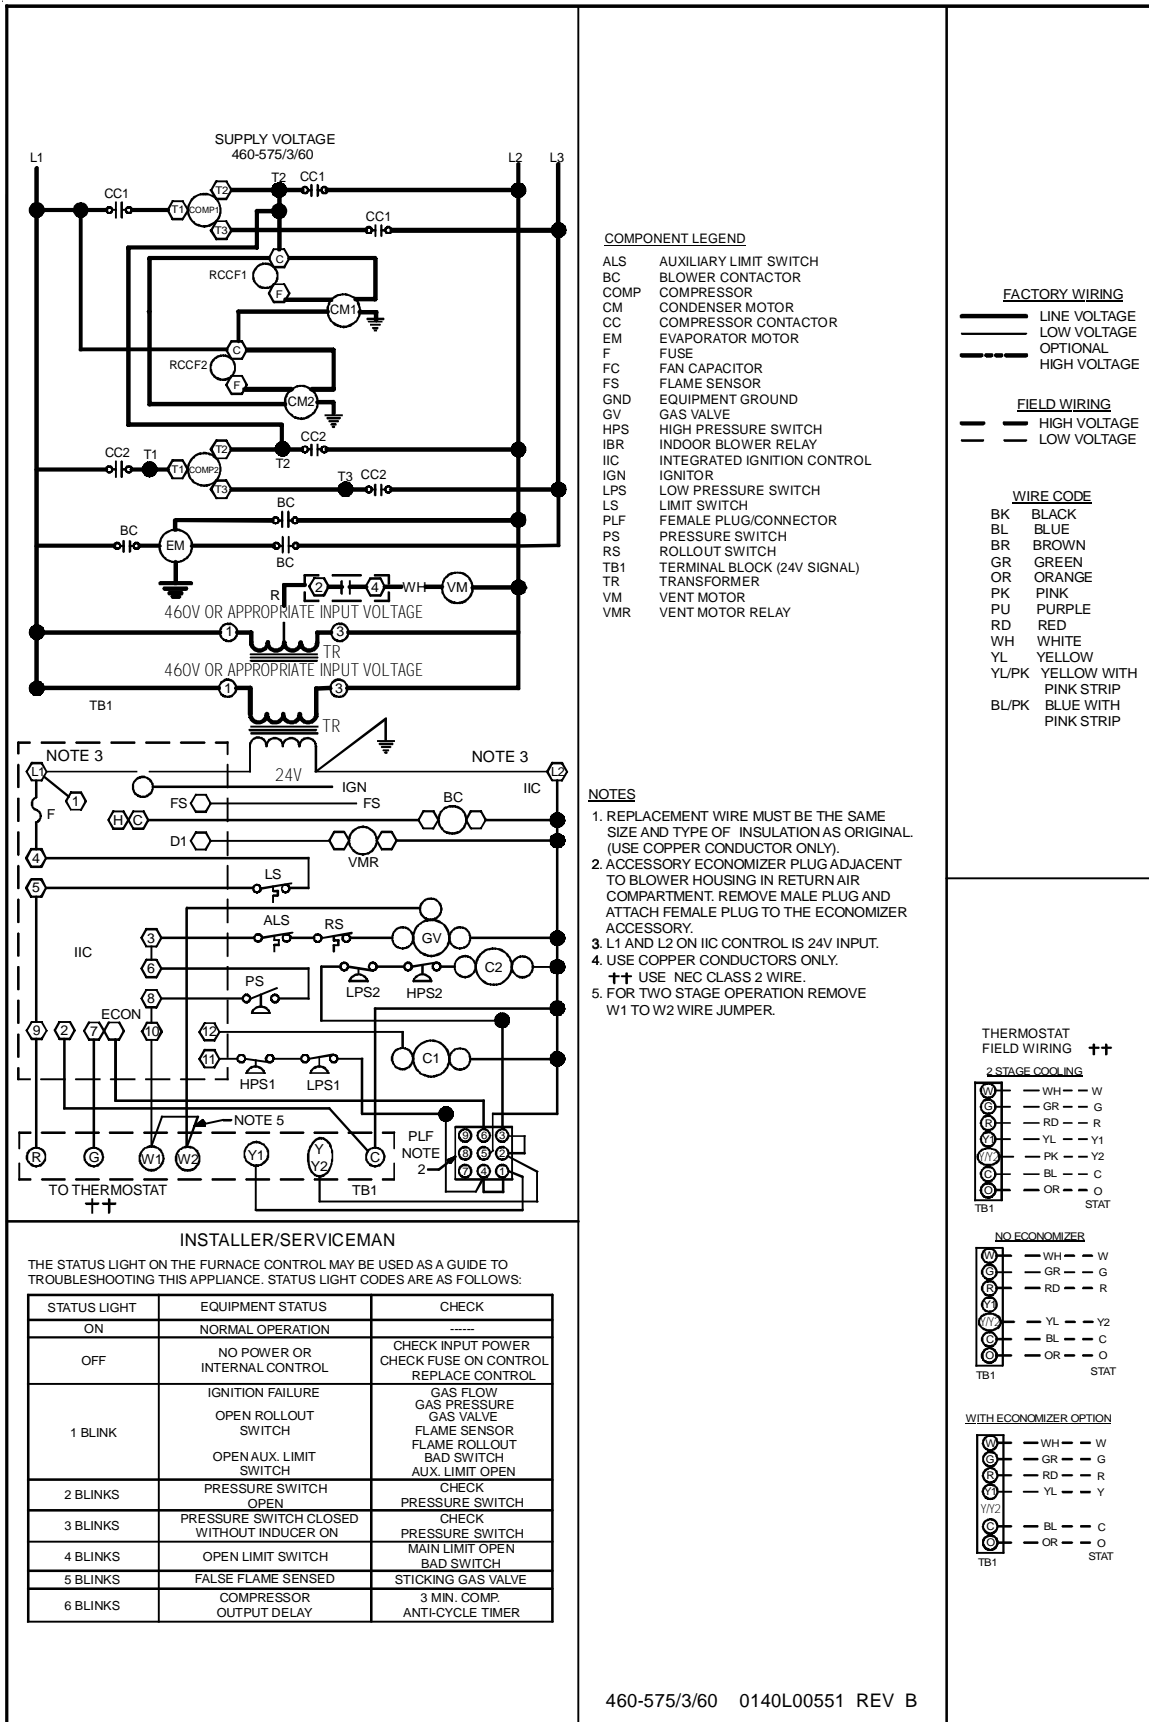 SUPPLY VOLTAGE
460-575/3/60
L1
L2
L3
T2
CC1
CC1
T2
T1
COMP1
T3
CC1
C
RCCF1
F
CM1
C
RCCF2
F
CM2
CC2
T1
T2
CC2
T1
COMP2
T2
T3
T3
CC2
BC
BC
EM
BC
R
2
4
WH
VM
460V OR APPROPRIATE INPUT VOLTAGE
1
3
TR
460V OR APPROPRIATE INPUT VOLTAGE
1
3
TB1
TR
NOTE 3
NOTE 3
L1
24V
L2
IIC
1
IGN
F
FS
FS
BC
H
C
D1
VMR
4
5
LS
ALS
RS
3
GV
IIC
6
C2
PS
LPS2
HPS2
8
ECON
9
2
7
10
12
11
C1
HPS1
LPS1
NOTE 5
PLF
NOTE
2
9
6
3
8
5
2
7
4
1
R
G
W1
W2
Y1
Y
Y2
C
TO THERMOSTAT
††
TB1
INSTALLER/SERVICEMAN
THE STATUS LIGHT ON THE FURNACE CONTROL MAY BE USED AS A GUIDE TO
TROUBLESHOOTING THIS APPLIANCE. STATUS LIGHT CODES ARE AS FOLLOWS:
STATUS LIGHT EQUIPMENT STATUS CHECK
ON NORMAL OPERATION ------
OFF
NO POWER OR
INTERNAL CONTROL
CHECK INPUT POWER
CHECK FUSE ON CONTROL
REPLACE CONTROL
1 BLINK
IGNITION FAILURE
OPEN ROLLOUT
SWITCH
OPEN AUX. LIMIT
SWITCH
GAS FLOW
GAS PRESSURE
GAS VALVE
FLAME SENSOR
FLAME ROLLOUT
BAD SWITCH
AUX. LIMIT OPEN
2 BLINKS
PRESSURE SWITCH
OPEN
CHECK
PRESSURE SWITCH
3 BLINKS
PRESSURE SWITCH CLOSED
WITHOUT INDUCER ON
CHECK
PRESSURE SWITCH
4 BLINKS
OPEN LIMIT SWITCH
MAIN LIMIT OPEN
BAD SWITCH
5 BLINKS FALSE FLAME SENSED STICKING GAS VALVE
6 BLINKS
COMPRESSOR
OUTPUT DELAY
3 MIN. COMP.
ANTI-CYCLE TIMER
COMPONENT LEGEND
ALS AUXILIARY LIMIT SWITCH
BC BLOWER CONTACTOR
COMP COMPRESSOR
CM CONDENSER MOTOR
CC COMPRESSOR CONTACTOR
EM EVAPORATOR MOTOR
F FUSE
FC FAN CAPACITOR
FS FLAME SENSOR
GND EQUIPMENT GROUND
GV GAS VALVE
HPS HIGH PRESSURE SWITCH
IBR INDOOR BLOWER RELAY
IIC INTEGRATED IGNITION CONTROL
IGN IGNITOR
LPS LOW PRESSURE SWITCH
LS LIMIT SWITCH
PLF FEMALE PLUG/CONNECTOR
PS PRESSURE SWITCH
RS ROLLOUT SWITCH
TB1 TERMINAL BLOCK (24V SIGNAL)
TR TRANSFORMER
VM VENT MOTOR
VMR VENT MOTOR RELAY
NOTES
1. REPLACEMENT WIRE MUST BE THE SAME
SIZE AND TYPE OF INSULATION AS ORIGINAL.
(USE COPPER CONDUCTOR ONLY).
2. ACCESSORY ECONOMIZER PLUG ADJACENT
TO BLOWER HOUSING IN RETURN AIR
COMPARTMENT. REMOVE MALE PLUG AND
ATTACH FEMALE PLUG TO THE ECONOMIZER
ACCESSORY.
3. L1 AND L2 ON IIC CONTROL IS 24V INPUT.
4. USE COPPER CONDUCTORS ONLY.
†† USE NEC CLASS 2 WIRE.
5. FOR TWO STAGE OPERATION REMOVE
W1 TO W2 WIRE JUMPER.
460-575/3/60 0140L00551 REV B
FACTORY WIRING
LINE VOLTAGE
LOW VOLTAGE
OPTIONAL
HIGH VOLTAGE
FIELD WIRING
HIGH VOLTAGE
LOW VOLTAGE
WIRE CODE
BK BLACK
BL BLUE
BR BROWN
GR GREEN
OR ORANGE
PK PINK
PU PURPLE
RD RED
WH WHITE
YL YELLOW
YL/PK YELLOW WITH
PINK STRIP
BL/PK BLUE WITH
PINK STRIP
THERMOSTAT
FIELD WIRING ††
2 STAGE COOLING
W WH W
G GR G
R RD R
Y1 YL Y1
Y/Y2 PK Y2
C BL C
O OR O
TB1 STAT
NO ECONOMIZER
W WH W
G GR G
R RD R
Y1
Y/Y2 YL Y2
C BL C
O OR O
TB1 STAT
WITH ECONOMIZER OPTION
W WH W
G GR G
R RD R
Y1 YL Y
Y/Y2
C BL C
O OR O
TB1 STAT